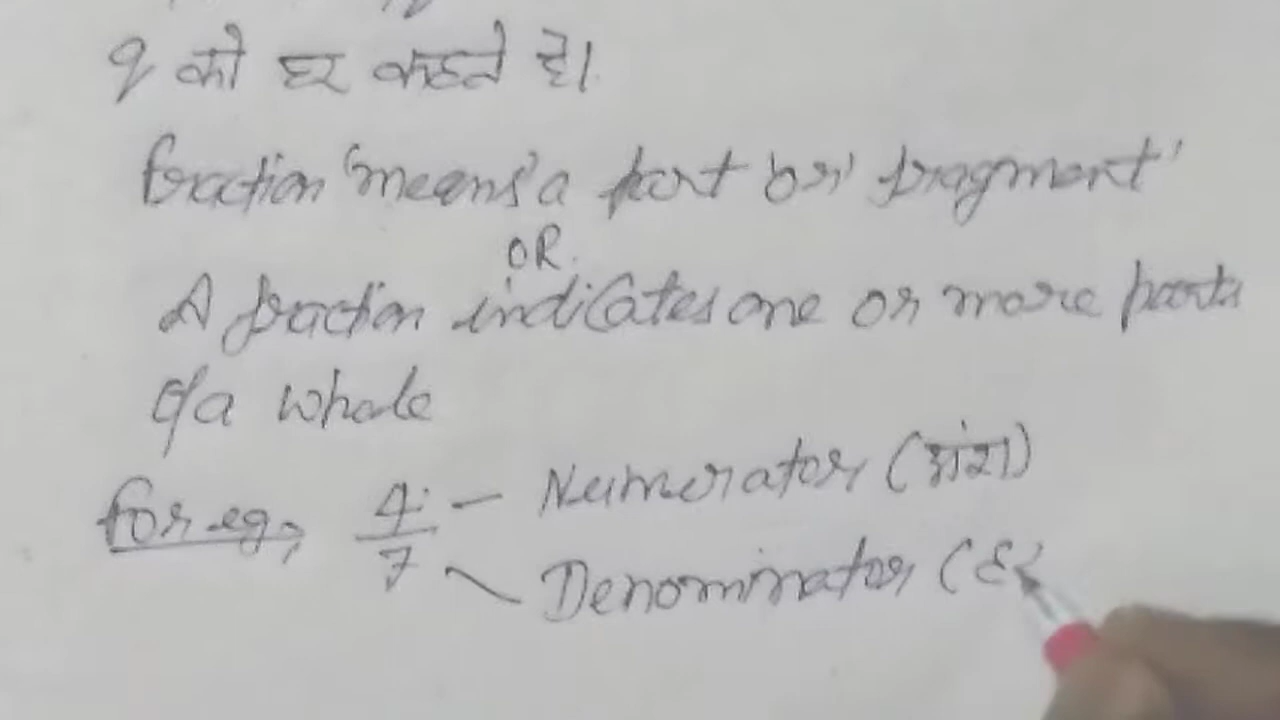 q को घर कहते है।
fraction 'means' a part or 'fragment'
OR
A fraction indicates one or more parts
of a whole
for eg, 4/7 — Numerator (अंश)
Denominator (